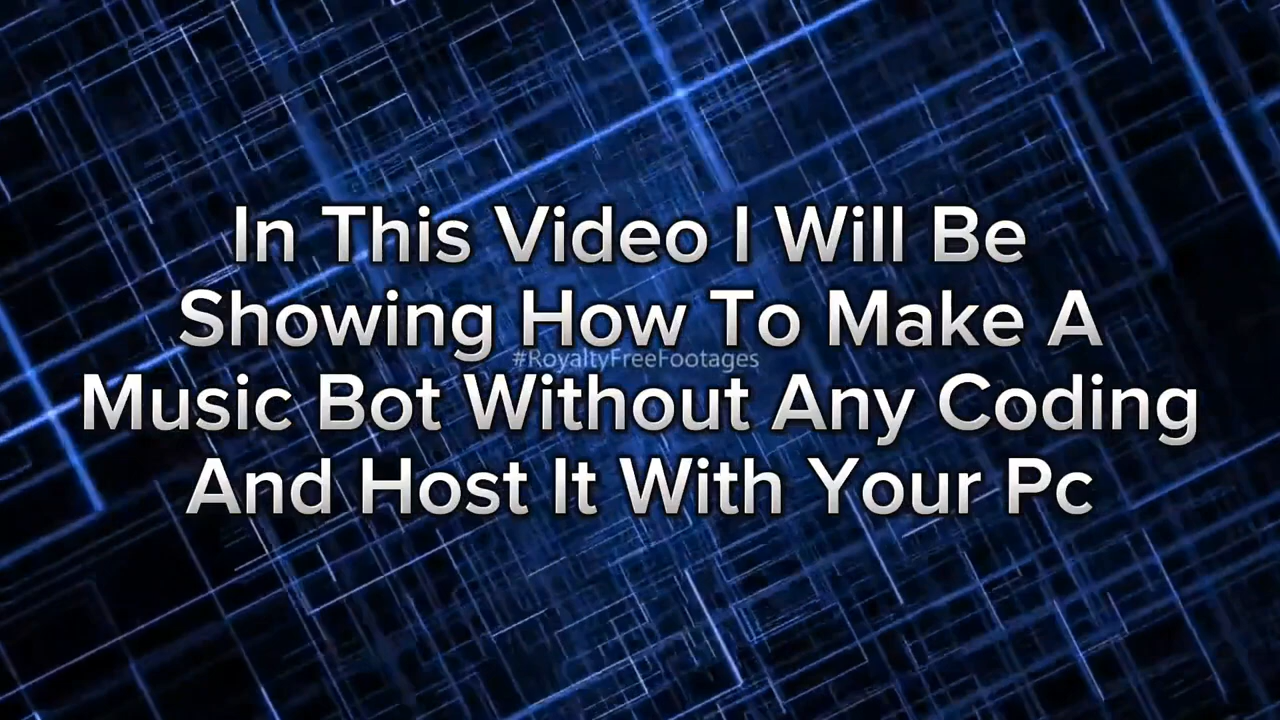 In This Video I Will Be
Showing How To Make A
#RoyaltyFreeFootages
Music Bot Without Any Coding
And Host It With Your Pc